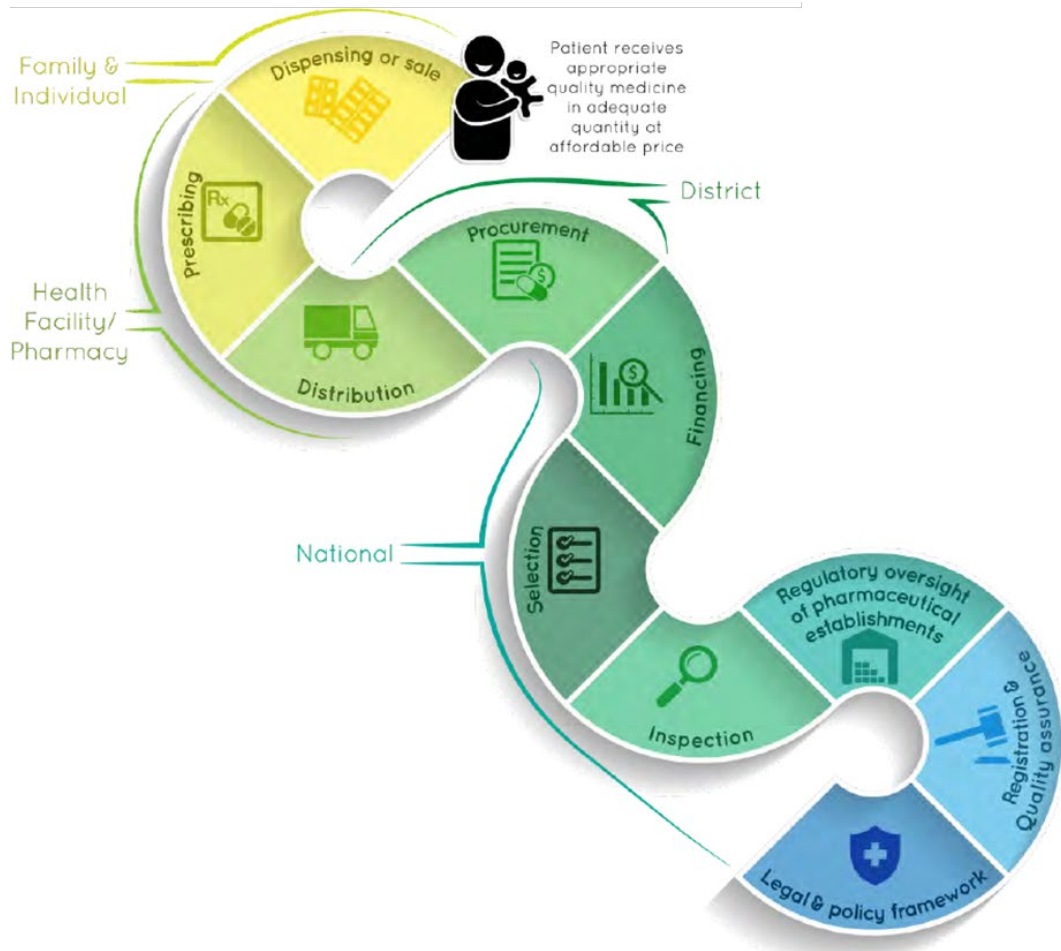 Family &
Individual
Dispensing or sale
Patient receives
appropriate
quality medicine
in adequate
quantity at
affordable price
District
Prescribing
Rx
Procurement
$
Health
Facility/
Pharmacy
Distribution
$
Financing
National
Selection
Regulatory oversight
of pharmaceutical
establishments
Inspection
Registration &
Quality assurance
Legal & policy framework